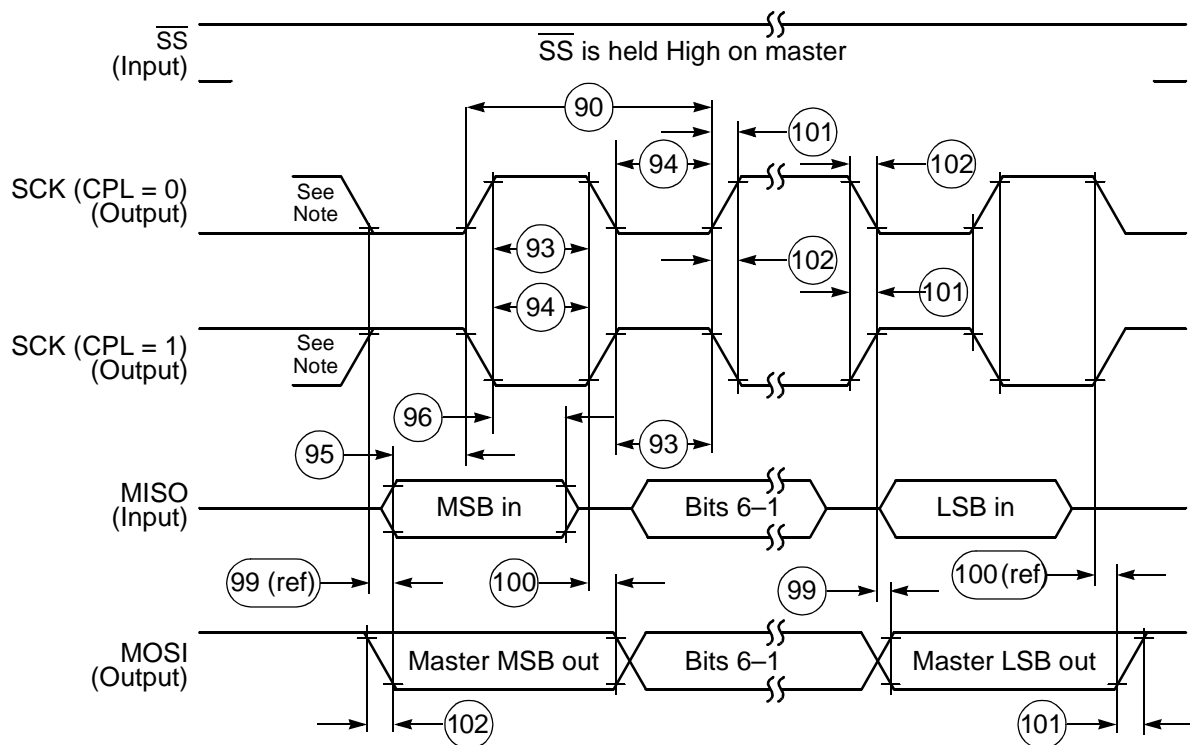 SS
(Input)
SS is held High on master
90
101
94
102
SCK (CPL = 0)
(Output)
See
Note
93
102
94
101
SCK (CPL = 1)
(Output)
See
Note
96
93
95
MISO
(Input)
MSB in
Bits 6–1
LSB in
99 (ref)
100
99
100 (ref)
MOSI
(Output)
Master MSB out
Bits 6–1
Master LSB out
102
101